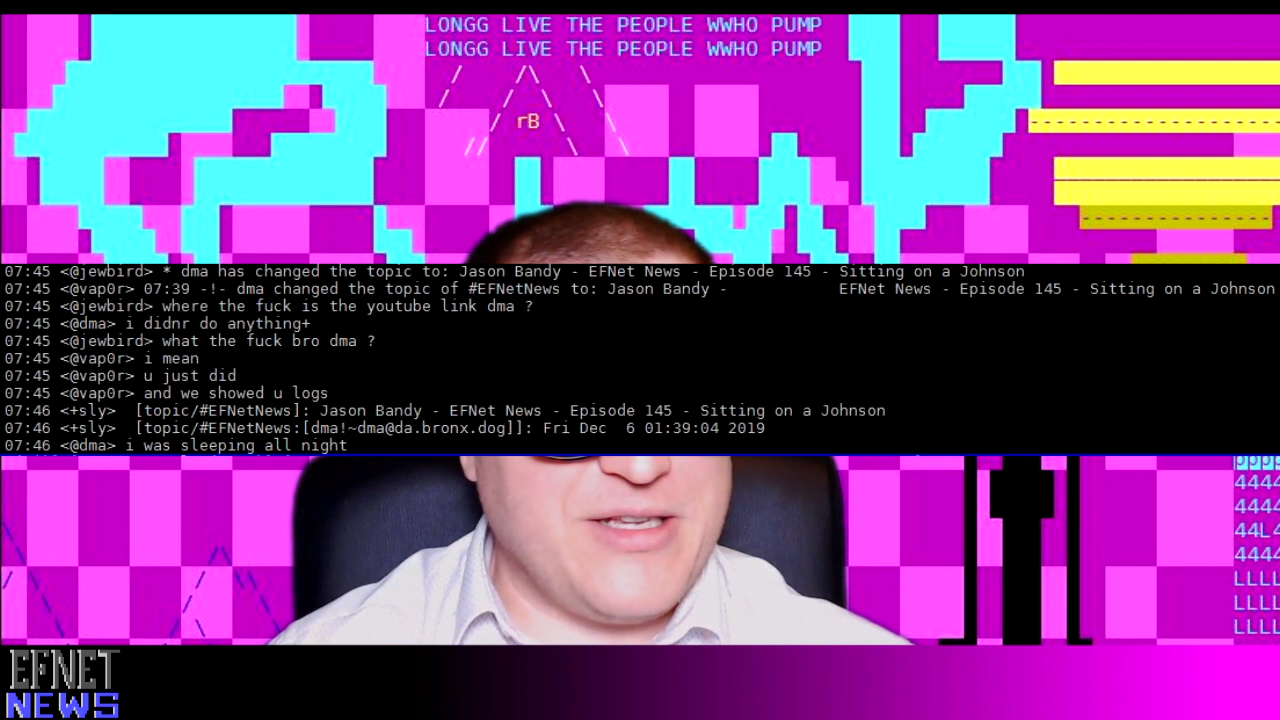 LONGG LIVE THE PEOPLE WWHO PUMP
LONGG LIVE THE PEOPLE WWHO PUMP
rB
07:45 <@jewbird> * dma has changed the topic to: Jason Bandy - EFNet News - Episode 145 - Sitting on a Johnson
07:45 <@vap0r> 07:39 -!- dma changed the topic of #EFNetNews to: Jason Bandy - EFNet News - Episode 145 - Sitting on a Johnson
07:45 <@jewbird> where the fuck is the youtube link dma ?
07:45 <@dma> i didnr do anything+
07:45 <@jewbird> what the fuck bro dma ?
07:45 <@vap0r> i mean
07:45 <@vap0r> u just did
07:45 <@vap0r> and we showed u logs
07:46 <+sly> [topic/#EFNetNews]: Jason Bandy - EFNet News - Episode 145 - Sitting on a Johnson
07:46 <+sly> [topic/#EFNetNews:[dma!~dma@da.bronx.dog]]: Fri Dec 6 01:39:04 2019
07:46 <@dma> i was sleeping all night
4444
4444
44L4
4444
LLLL
LLLL
LLLL
EFNET
NEWS